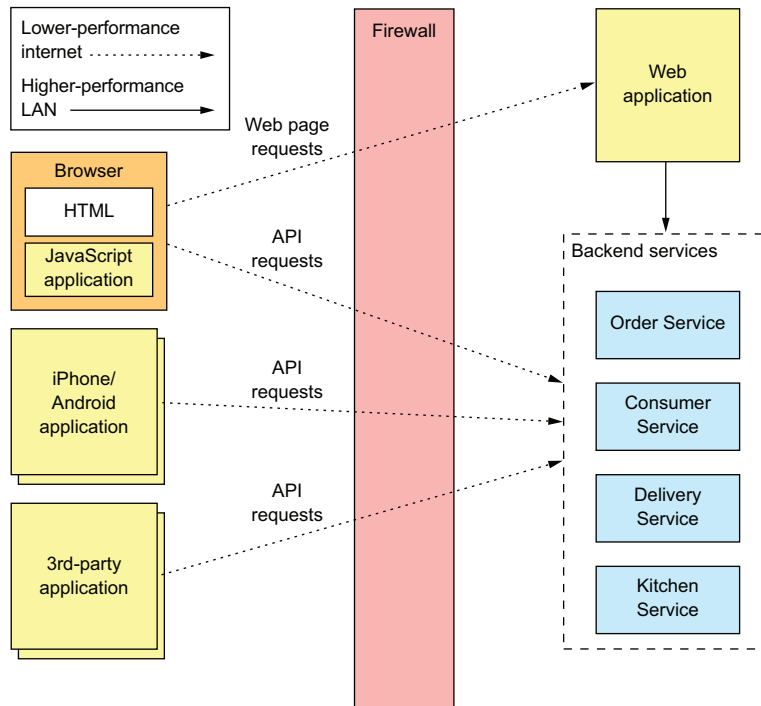 Lower-performance
internet
Higher-performance
LAN
Firewall
Web
application
Web page
requests
Browser
HTML
JavaScript
application
API
requests
Backend services
Order Service
iPhone/
Android
application
API
requests
Consumer
Service
API
requests
Delivery
Service
3rd-party
application
Kitchen
Service